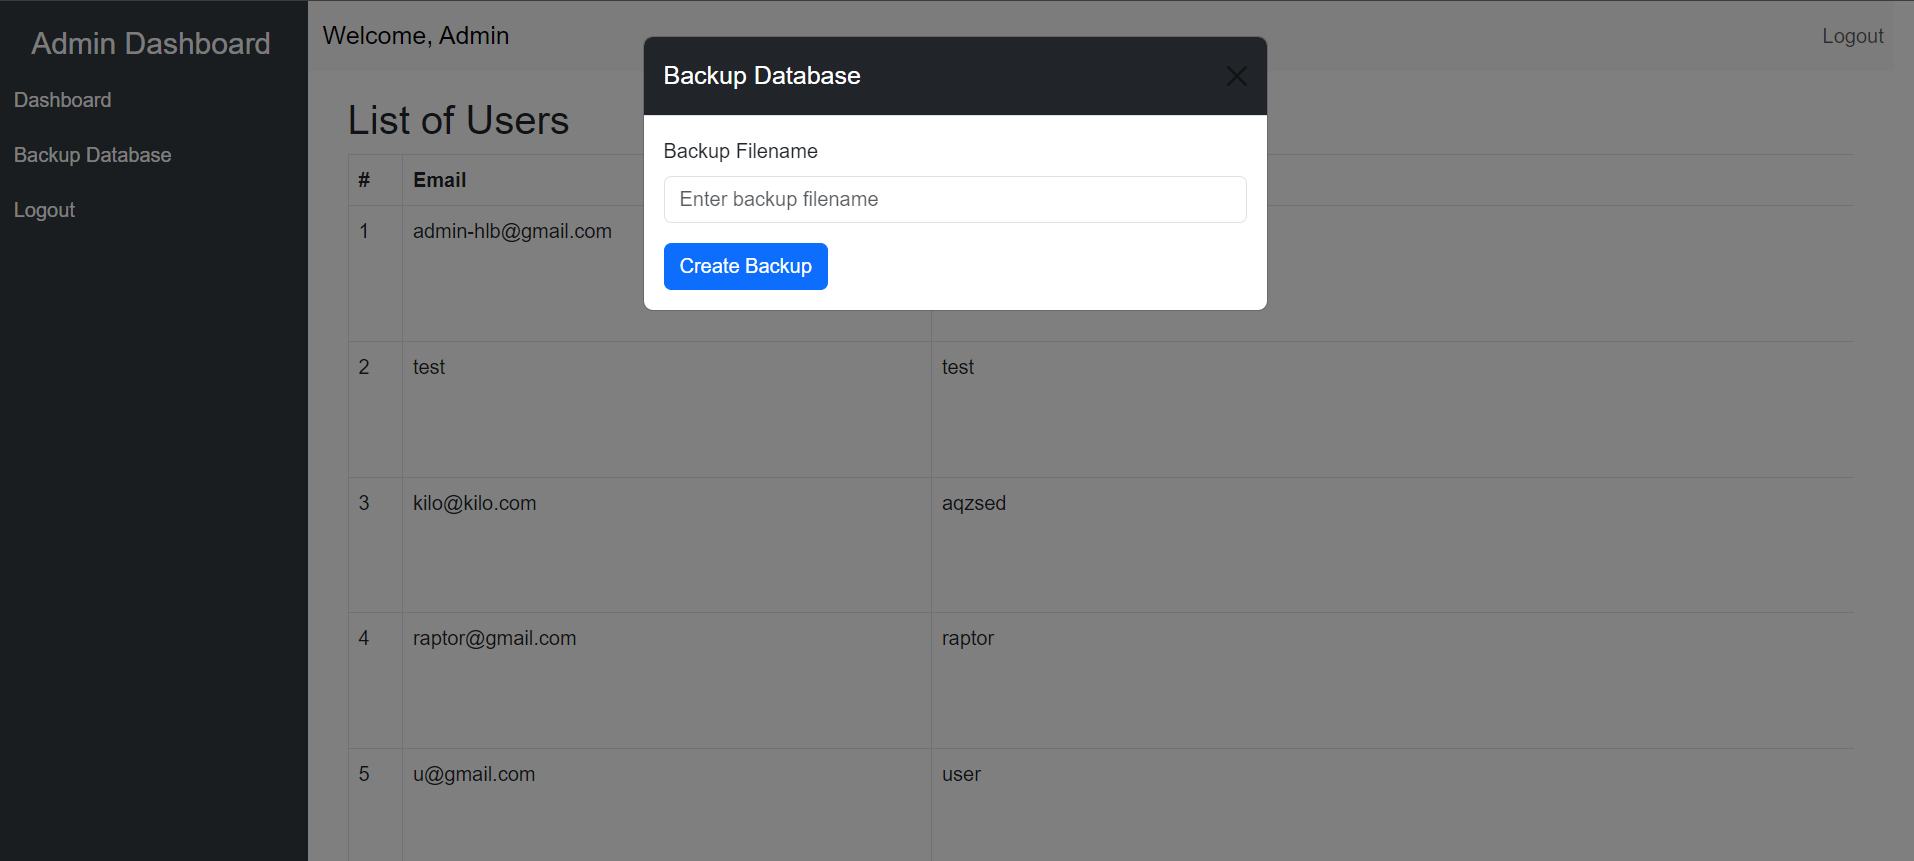 Admin Dashboard
Dashboard
Backup Database
Logout
Welcome, Admin
Logout
Backup Database
Backup Filename
Enter backup filename
Create Backup
List of Users
# Email
1 admin-hlb@gmail.com
2 test test
3 kilo@kilo.com aqzsed
4 raptor@gmail.com raptor
5 u@gmail.com user